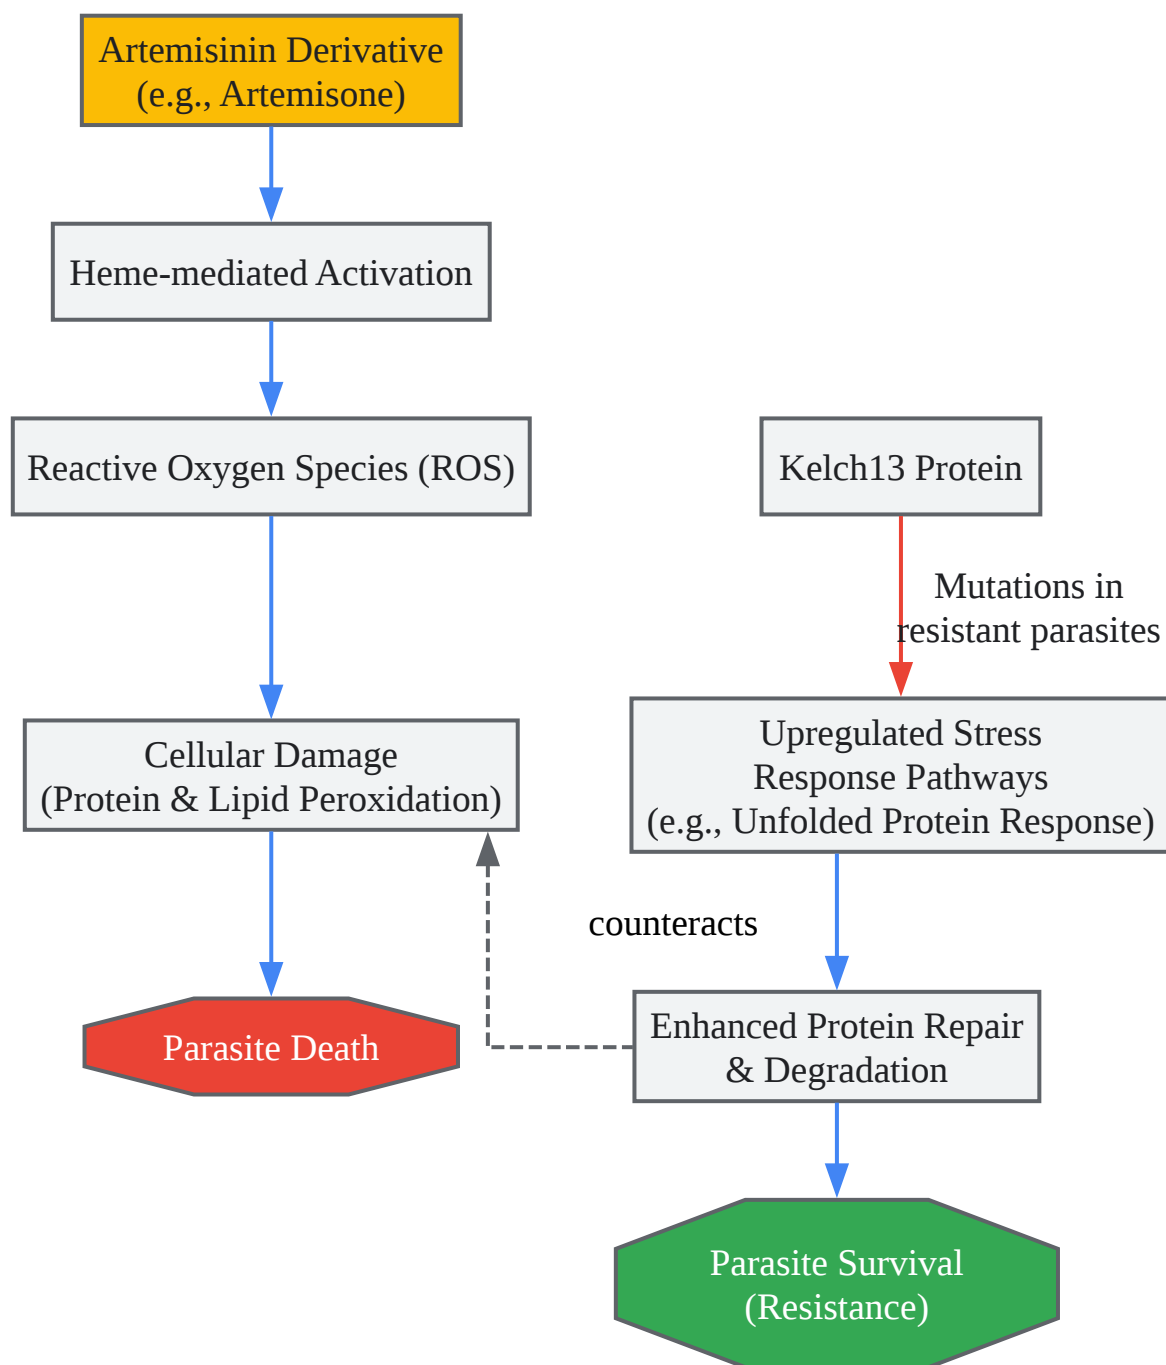 Artemisinin Derivative
(e.g., Artemisone)
Heme-mediated Activation
Reactive Oxygen Species (ROS)
Kelch13 Protein
Mutations in
resistant parasites
Cellular Damage
(Protein & Lipid Peroxidation)
Upregulated Stress
Response Pathways
(e.g., Unfolded Protein Response)
counteracts
Parasite Death
Enhanced Protein Repair
& Degradation
Parasite Survival
(Resistance)